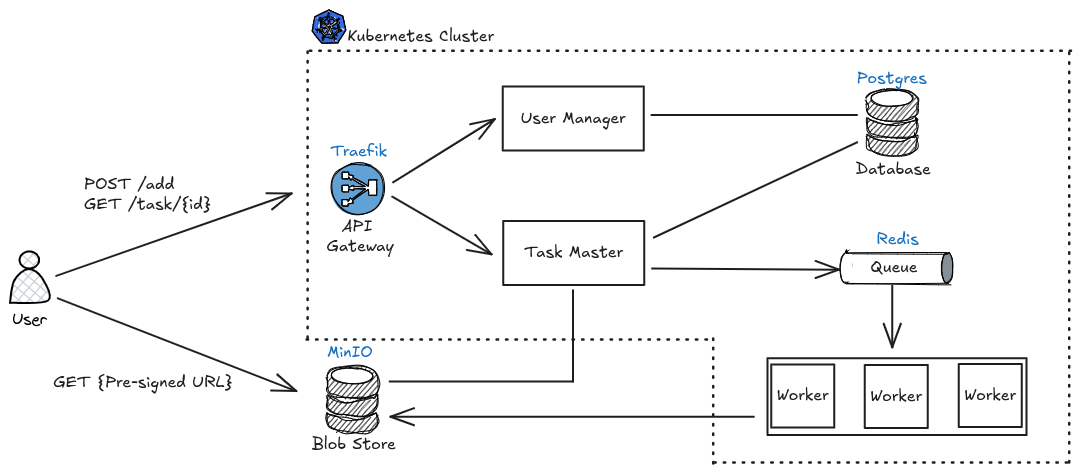 Kubernetes Cluster
Postgres
User Manager
Traefik
Database
POST /add
GET /task/{id}
API
Gateway
Redis
Task Master
Queue
User
MinIO
GET {Pre-signed URL}
Worker
Worker
Worker
Blob Store